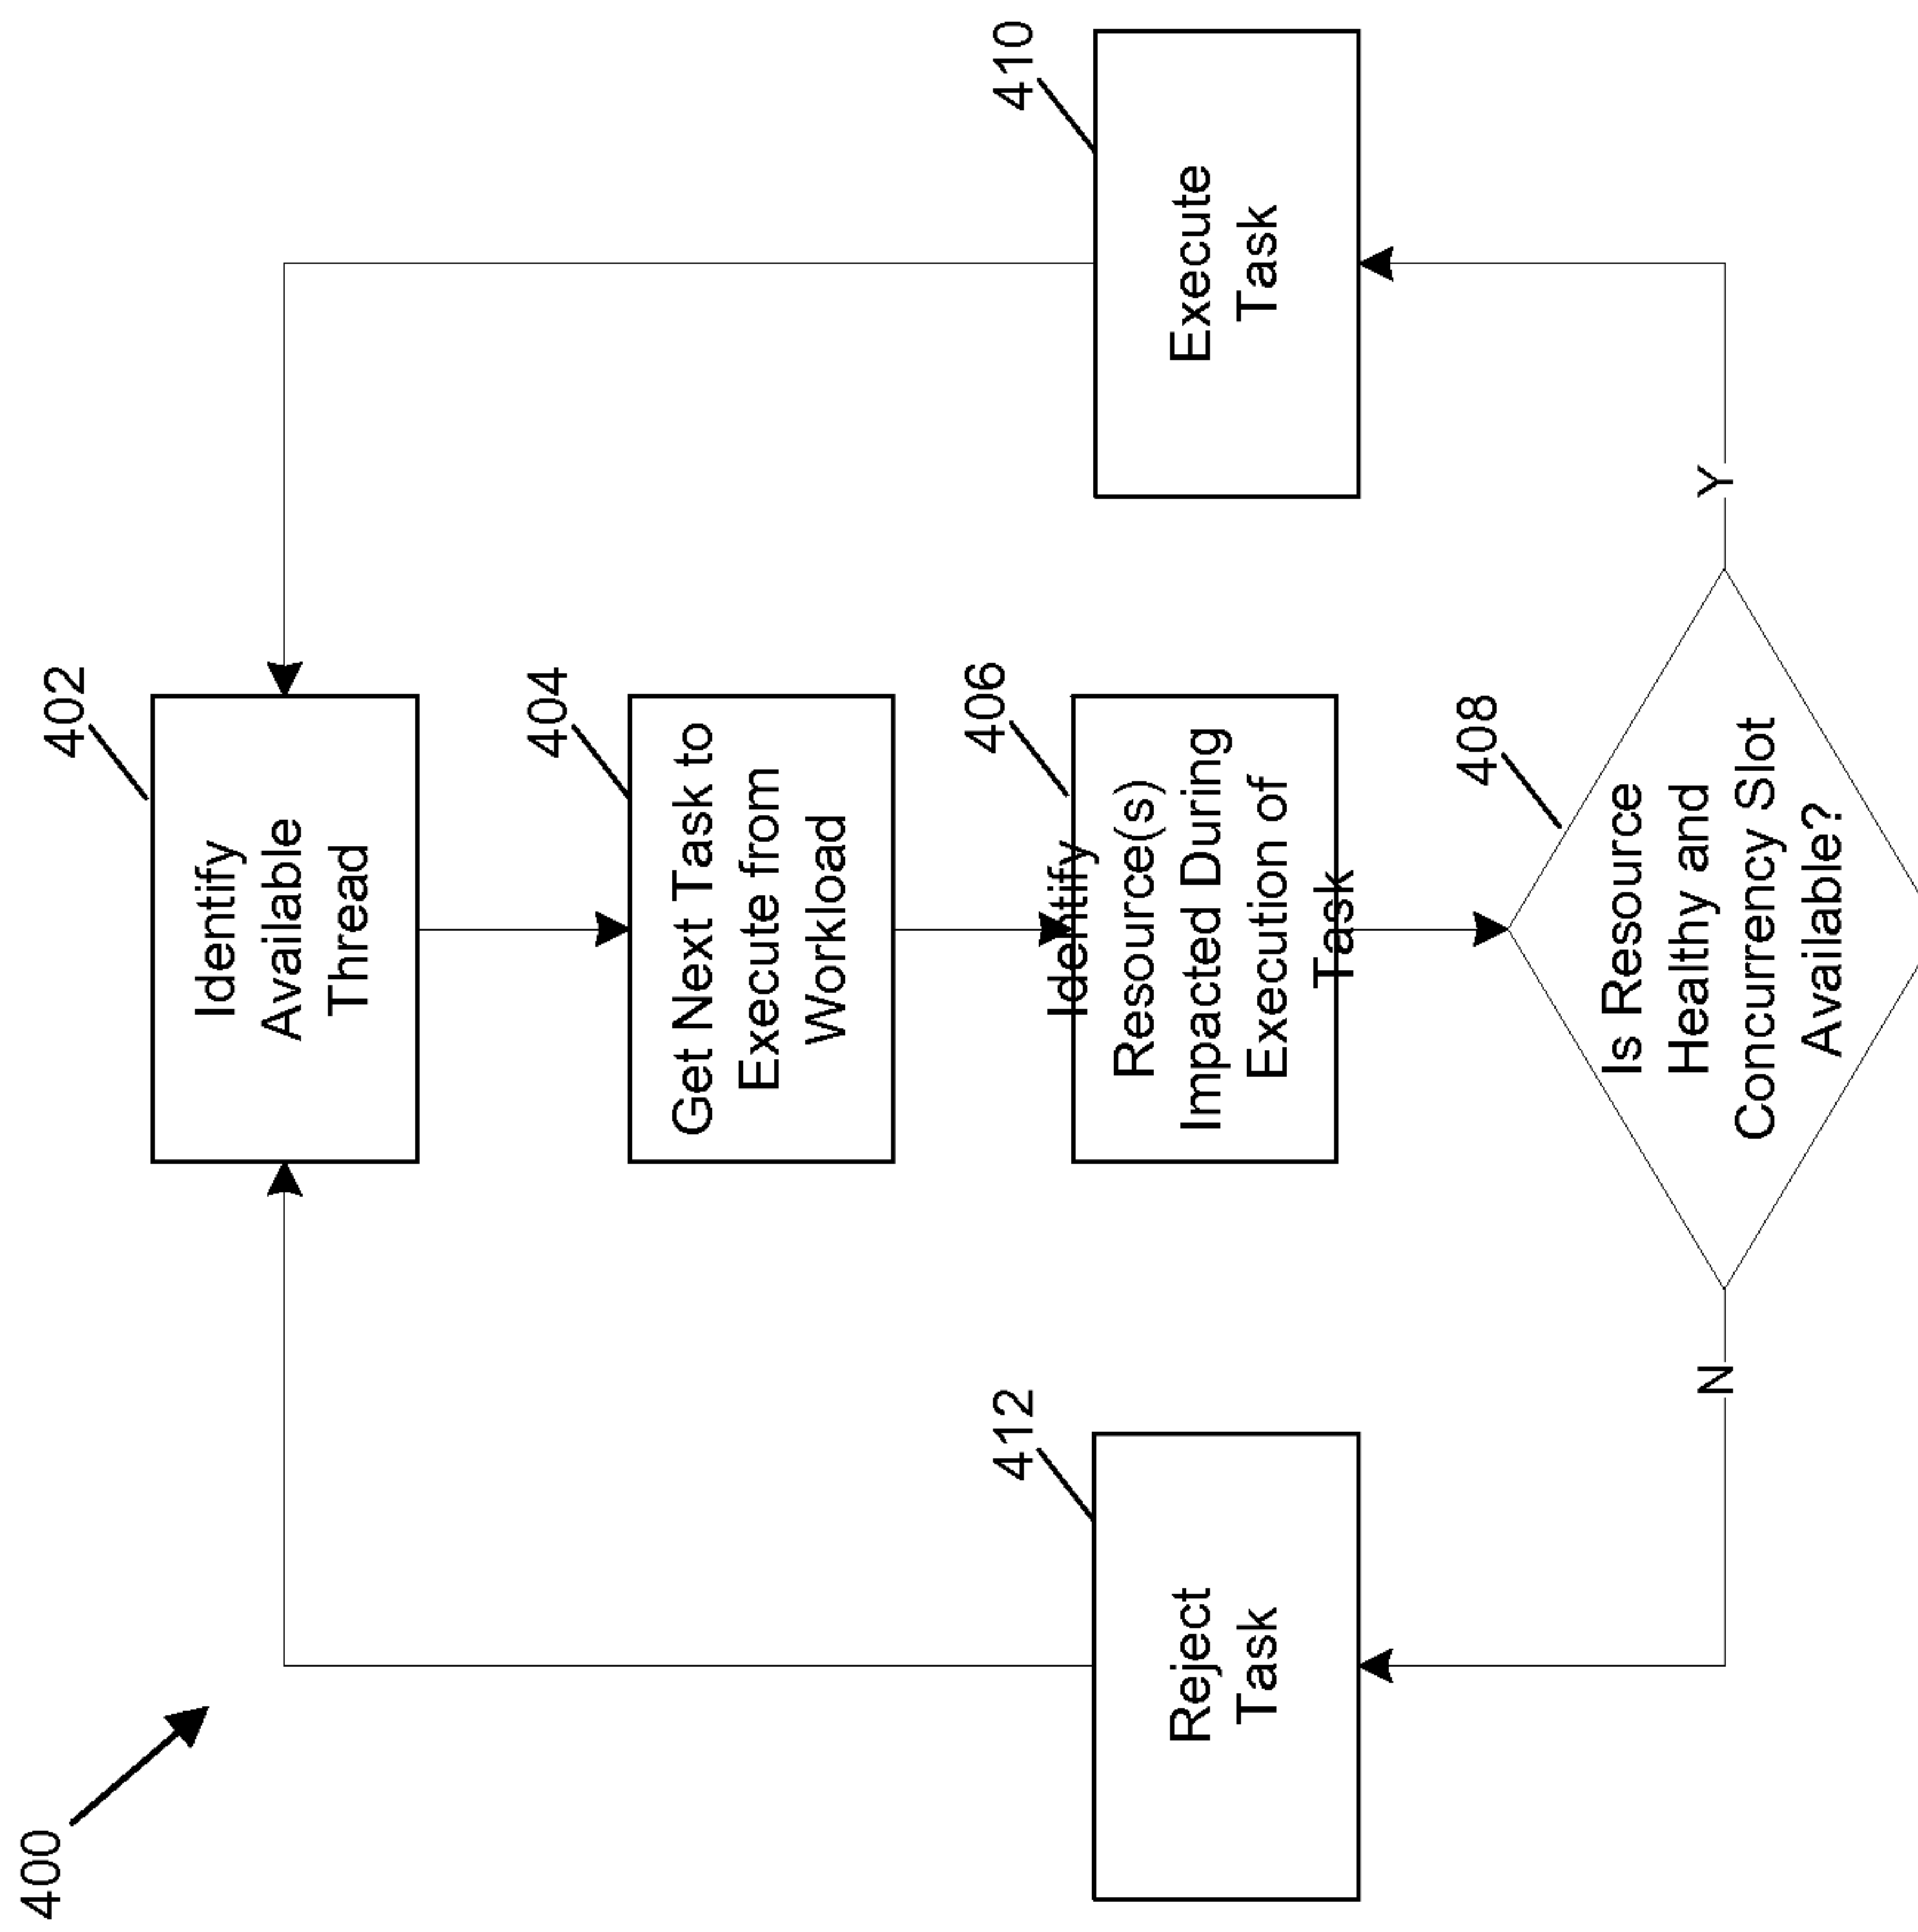 400
402
Identify
Available
Thread
404
Get Next Task to
Execute from
Workload
406
Identify
Resource(s)
Impacted During
Execution of
Task
408
Is Resource
Healthy and
Concurrency Slot
Available?
N
Y
412
Reject
Task
410
Execute
Task